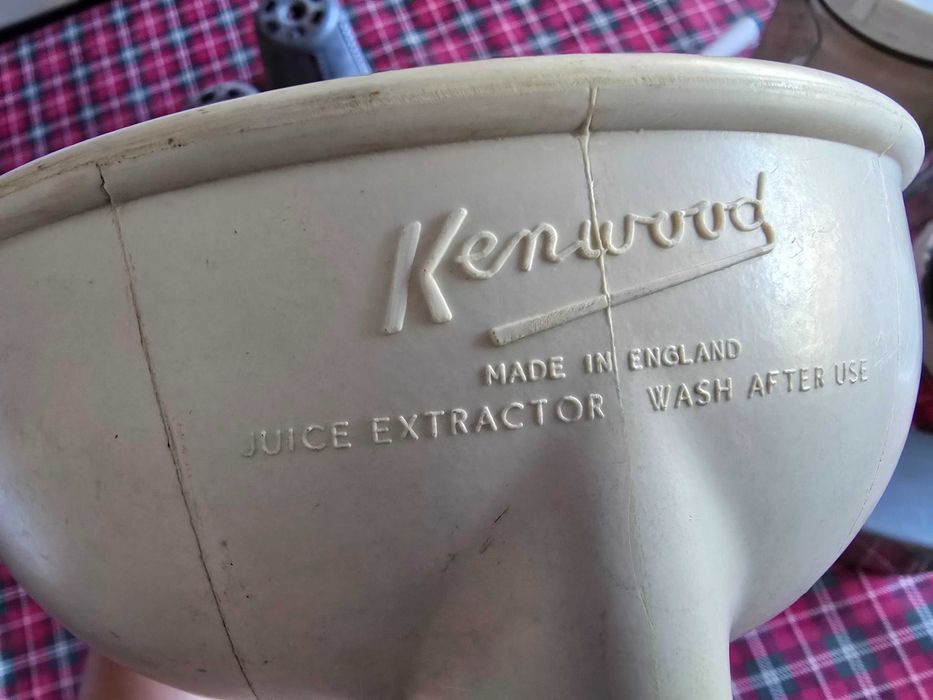 Kenwood
MADE IN ENGLAND
JUICE EXTRACTOR WASH AFTER USE